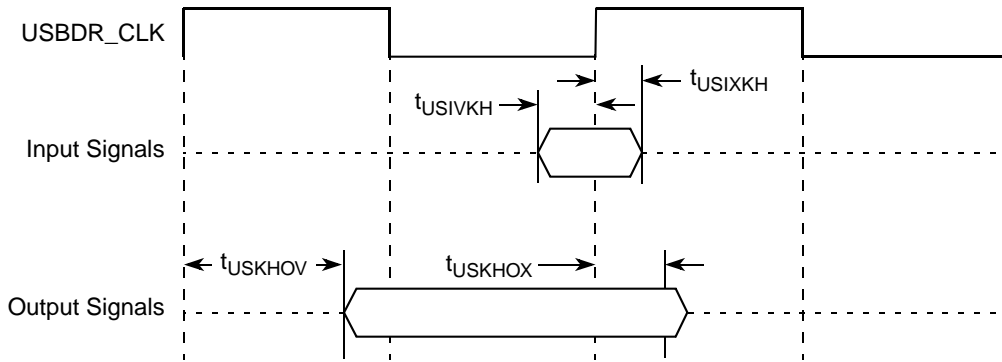 USBDR_CLK
tUSIXKH
tUSIVKH
Input Signals
tUSKHOV
tUSKHOX
Output Signals